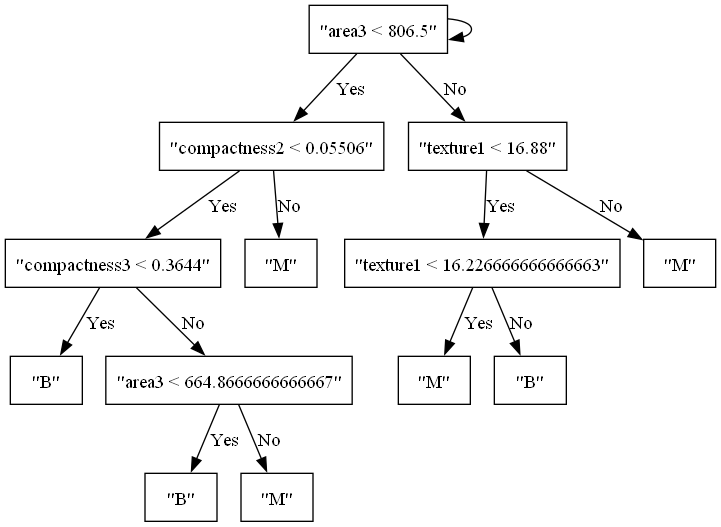 "area3 < 806.5"
Yes
No
"compactness2 < 0.05506"
"texture1 < 16.88"
Yes
No
Yes
No
"compactness3 < 0.3644"
"M"
"texture1 < 16.226666666666663"
"M"
Yes
No
Yes
No
"B"
"area3 < 664.8666666666667"
"M"
"B"
Yes
No
"B"
"M"